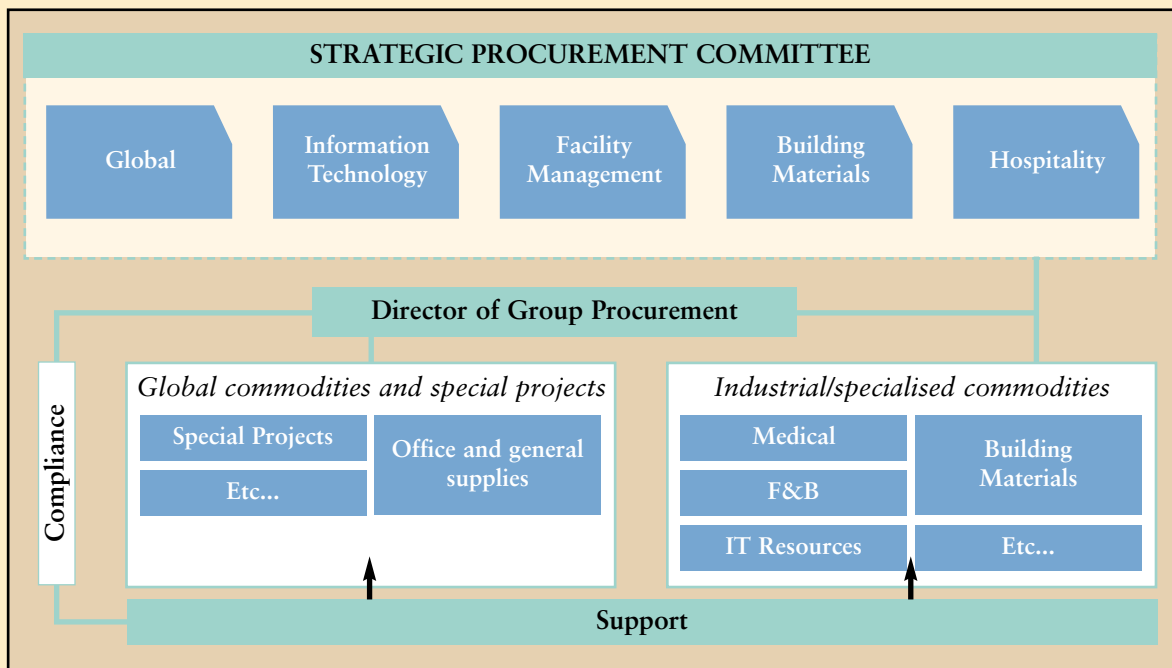 STRATEGIC PROCUREMENT COMMITTEE
Global
Information
Technology
Facility
Management
Building
Materials
Hospitality
Director of Group Procurement
Compliance
Global commodities and special projects
Special Projects
Etc...
Office and general
supplies
Industrial/specialised commodities
Medical
F&B
IT Resources
Building
Materials
Etc...
Support